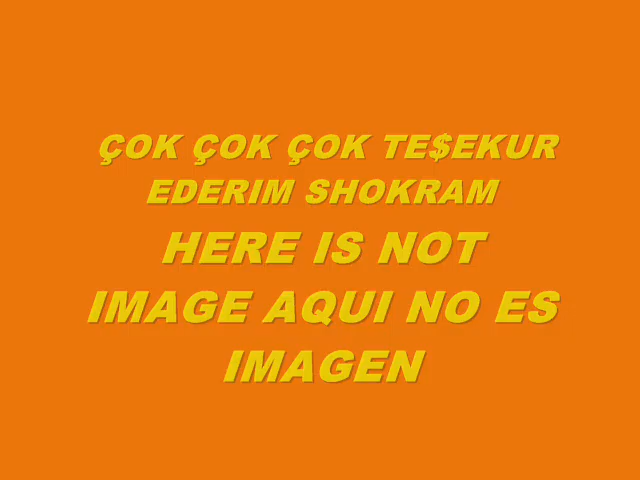 ÇOK ÇOK ÇOK TE$EKUR
EDERIM SHOKRAM
HERE IS NOT
IMAGE AQUI NO ES
IMAGEN